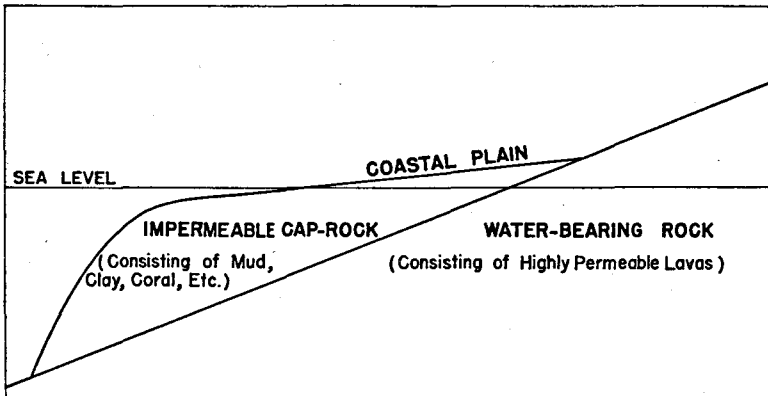 COASTAL PLAIN
SEA LEVEL
IMPERMEABLE CAP-ROCK
(Consisting of Mud,
Clay, Coral, Etc.)
WATER-BEARING ROCK
(Consisting of Highly Permeable Lavas)